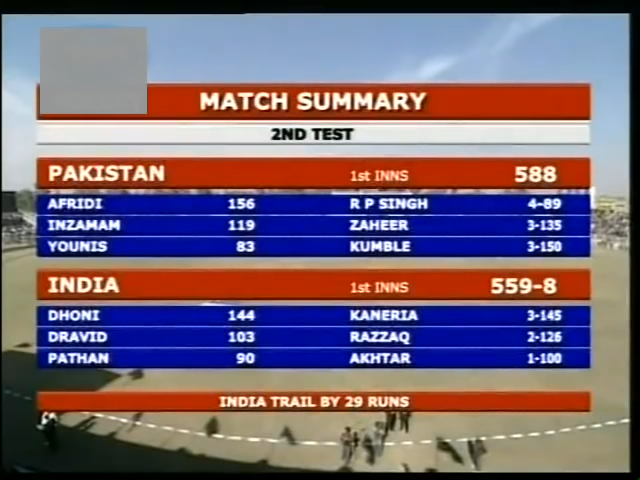 MATCH SUMMARY
2ND TEST
PAKISTAN 1st INNS 588
AFRIDI 156 R P SINGH 4-89
INZAMAM 119 ZAHEER 3-135
YOUNIS 83 KUMBLE 3-150
INDIA 1st INNS 559-8
DHONI 144 KANERIA 3-145
DRAVID 103 RAZZAQ 2-126
PATHAN 90 AKHTAR 1-100
INDIA TRAIL BY 29 RUNS